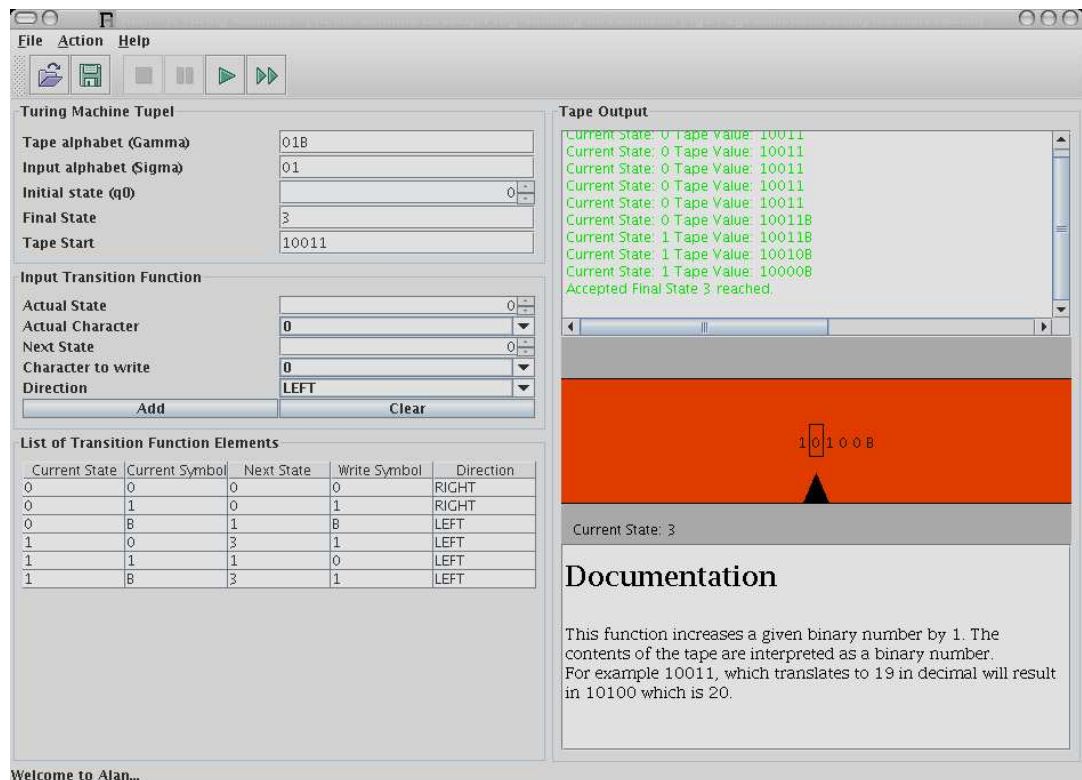 File Action Help
Turing Machine Tupel
Tape alphabet (Gamma) 01B
Input alphabet (Sigma) 01
Initial state (q0) 0
Final State 3
Tape Start 10011
Input Transition Function
Actual State 0
Actual Character 0
Next State 0
Character to write 0
Direction LEFT
Add Clear
List of Transition Function Elements
Current State Current Symbol Next State Write Symbol Direction
0 0 0 0 RIGHT
0 1 0 1 RIGHT
0 B 1 B LEFT
1 0 3 1 LEFT
1 1 1 0 LEFT
1 B 3 1 LEFT
Tape Output
Current State: 0 Tape Value: 10011
Current State: 0 Tape Value: 10011
Current State: 0 Tape Value: 10011
Current State: 0 Tape Value: 10011
Current State: 0 Tape Value: 10011
Current State: 0 Tape Value: 10011B
Current State: 1 Tape Value: 10011B
Current State: 1 Tape Value: 10010B
Current State: 1 Tape Value: 10000B
Accepted Final State 3 reached.
1 0 1 0 0 B
Current State: 3
Documentation
This function increases a given binary number by 1. The
contents of the tape are interpreted as a binary number.
For example 10011, which translates to 19 in decimal will result
in 10100 which is 20.
Welcome to Alan...